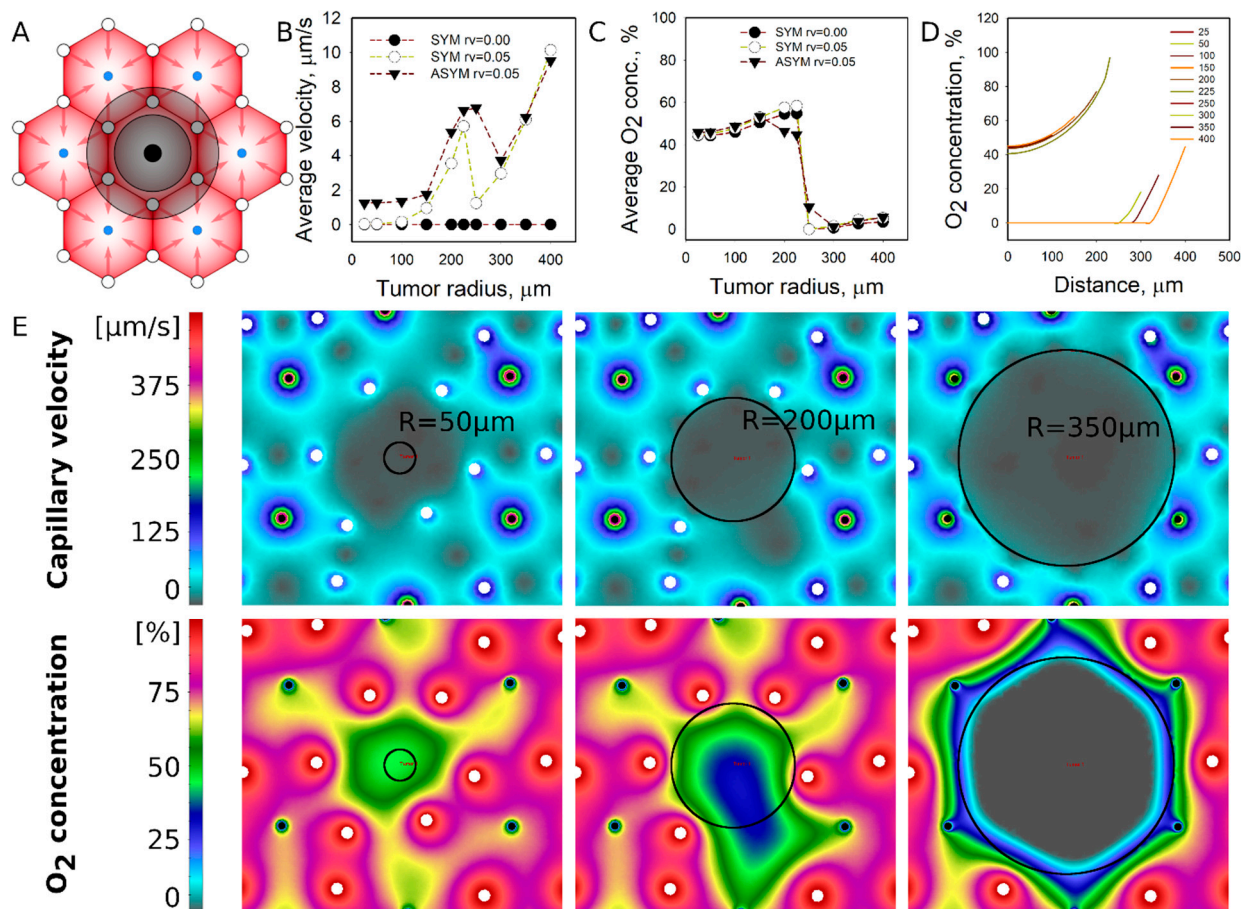 A
B
Average velocity, μm/s
12
10
8
6
4
2
0
SYM rv=0.00
SYM rv=0.05
ASYM rv=0.05
0 100 200 300 400
Tumor radius, μm
C
Average O2 conc., %
100
80
60
40
20
0
SYM rv=0.00
SYM rv=0.05
ASYM rv=0.05
0 100 200 300 400
Tumor radius, μm
D
O2 concentration, %
120
100
80
60
40
20
0
25
50
100
150
200
225
250
300
350
400
0 100 200 300 400 500
Distance, μm
E
Capillary velocity
[μm/s]
375
250
125
0
R=50μm
R=200μm
R=350μm
O2 concentration
[%]
75
50
25
0